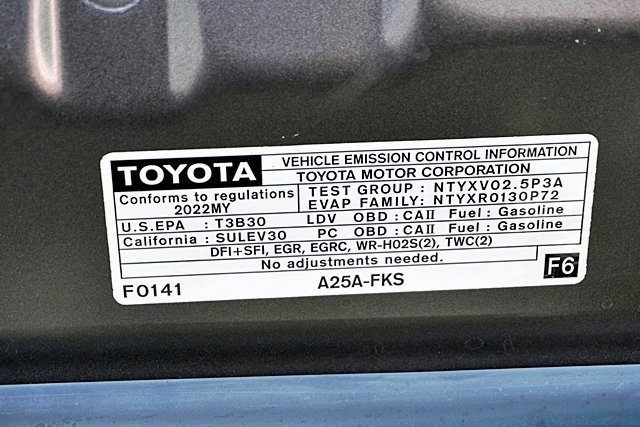 TOYOTA VEHICLE EMISSION CONTROL INFORMATION
TOYOTA MOTOR CORPORATION
Conforms to regulations TEST GROUP : NTYXV02.5P3A
2022MY EVAP FAMILY: NTYXR0130P72
U.S.EPA : T3B30 LDV OBD : CAII Fuel : Gasoline
California : SULEV30 PC OBD : CAII Fuel : Gasoline
DFI+SFI, EGR, EGRC, WR-HO2S(2), TWC(2)
No adjustments needed.
F0141 A25A-FKS F6